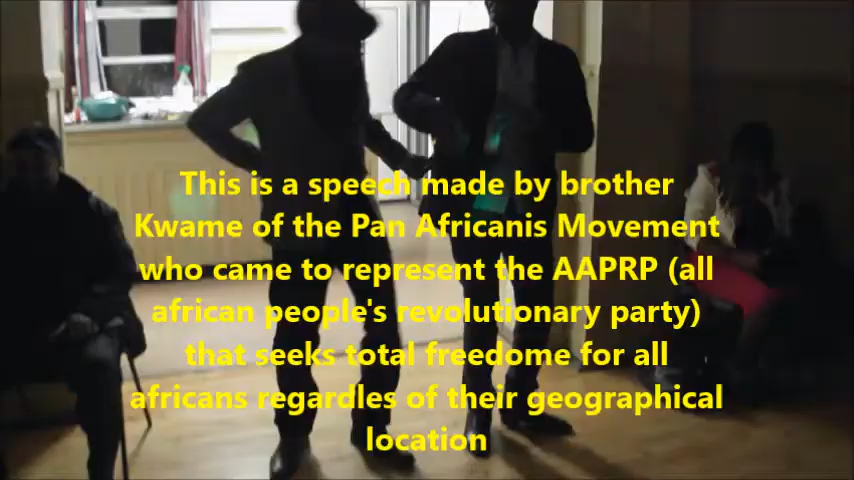 This is a speech made by brother
Kwame of the Pan Africanis Movement
who came to represent the AAPRP (all
african people's revolutionary party)
that seeks total freedome for all
africans regardles of their geographical
location